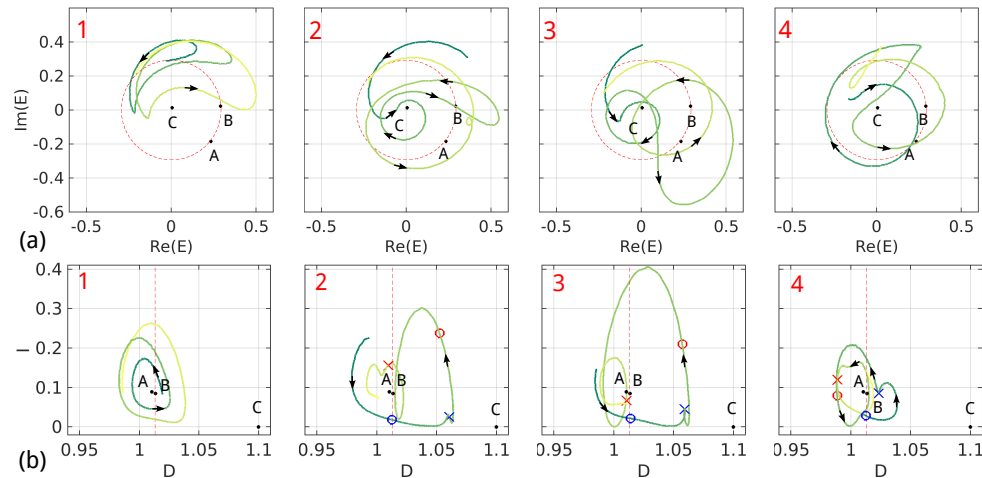 1 2 3 4
Im(E)
0.4
0.2
0
-0.2
-0.4
-0.6
C B A
C B A
C B A
C B A
-0.5 0 0.5 -0.5 0 0.5 -0.5 0 0.5 -0.5 0 0.5
(a) Re(E) Re(E) Re(E) Re(E)
1 2 3 4
I
0.4
0.3
0.2
0.1
0
A B C
A B C
A B C
A B C
0.95 1 1.05 1.1 0.95 1 1.05 1.1 0.95 1 1.05 1.1 0.95 1 1.05 1.1
(b) D D D D